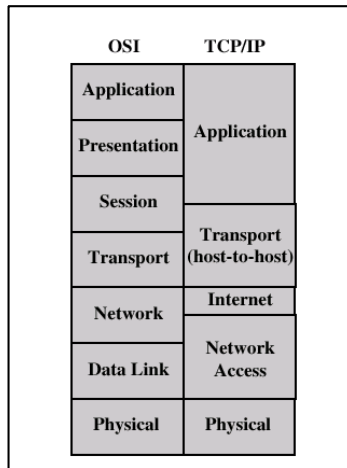 OSI TCP/IP
Application
Presentation
Session
Transport
Network
Data Link
Physical
Application
Transport
(host-to-host)
Internet
Network
Access
Physical